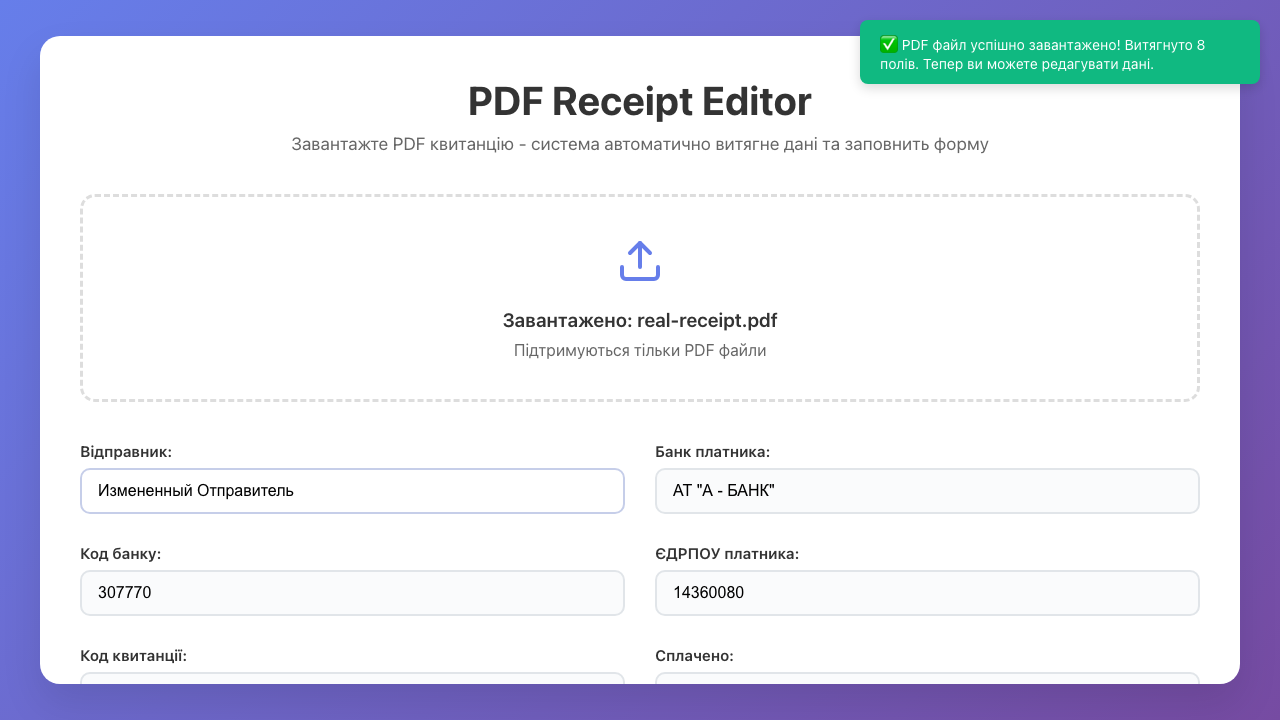 ✅ PDF файл успішно завантажено! Витягнуто 8
полів. Тепер ви можете редагувати дані.
PDF Receipt Editor
Завантажте PDF квитанцію - система автоматично витягне дані та заповнить форму
Завантажено: real-receipt.pdf
Підтримуються тільки PDF файли
Відправник:
Измененный Отправитель
Банк платника:
АТ "А - БАНК"
Код банку:
307770
ЄДРПОУ платника:
14360080
Код квитанції:
Сплачено: